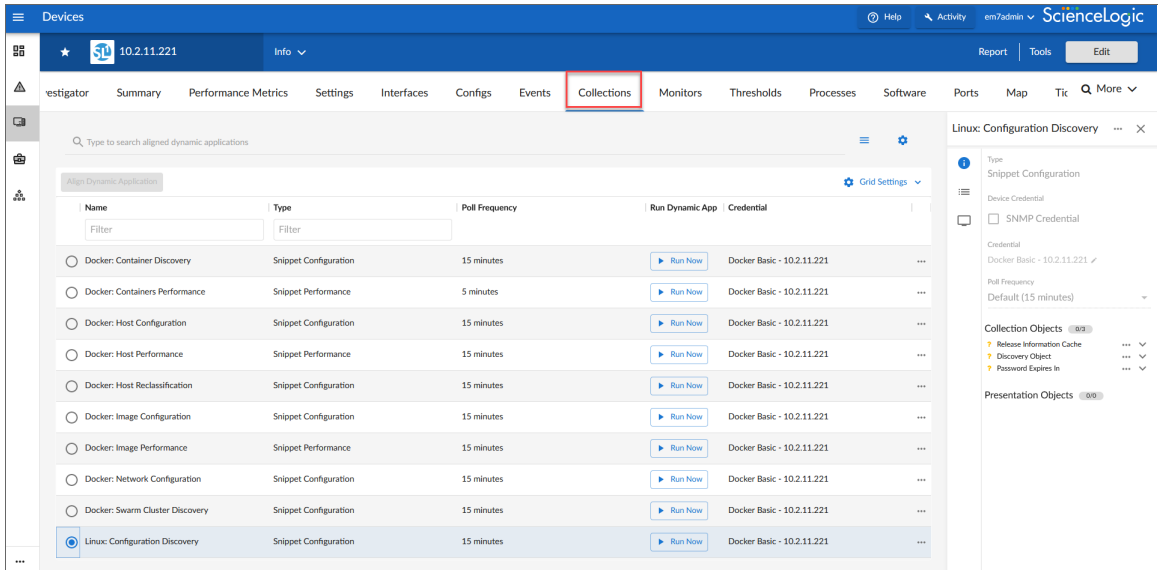 Devices
Help
Activity
em7admin
ScienceLogic
10.2.11.221
Info
Report
Tools
Edit
vestigator
Summary
Performance Metrics
Settings
Interfaces
Configs
Events
Collections
Monitors
Thresholds
Processes
Software
Ports
Map
Tic
More
Type to search aligned dynamic applications
Align Dynamic Application
Grid Settings
Name Type Poll Frequency Run Dynamic App Credential
Filter Filter
Docker: Container Discovery Snippet Configuration 15 minutes Run Now Docker Basic - 10.2.11.221
Docker: Containers Performance Snippet Performance 5 minutes Run Now Docker Basic - 10.2.11.221
Docker: Host Configuration Snippet Configuration 15 minutes Run Now Docker Basic - 10.2.11.221
Docker: Host Performance Snippet Performance 15 minutes Run Now Docker Basic - 10.2.11.221
Docker: Host Reclassification Snippet Configuration 15 minutes Run Now Docker Basic - 10.2.11.221
Docker: Image Configuration Snippet Configuration 15 minutes Run Now Docker Basic - 10.2.11.221
Docker: Image Performance Snippet Performance 15 minutes Run Now Docker Basic - 10.2.11.221
Docker: Network Configuration Snippet Configuration 15 minutes Run Now Docker Basic - 10.2.11.221
Docker: Swarm Cluster Discovery Snippet Configuration 15 minutes Run Now Docker Basic - 10.2.11.221
Linux: Configuration Discovery Snippet Configuration 15 minutes Run Now Docker Basic - 10.2.11.221
Linux: Configuration Discovery
Type
Snippet Configuration
Device Credential
SNMP Credential
Credential
Docker Basic - 10.2.11.221
Poll Frequency
Default (15 minutes)
Collection Objects 0/3
? Release Information Cache
? Discovery Object
? Password Expires In
Presentation Objects 0/0